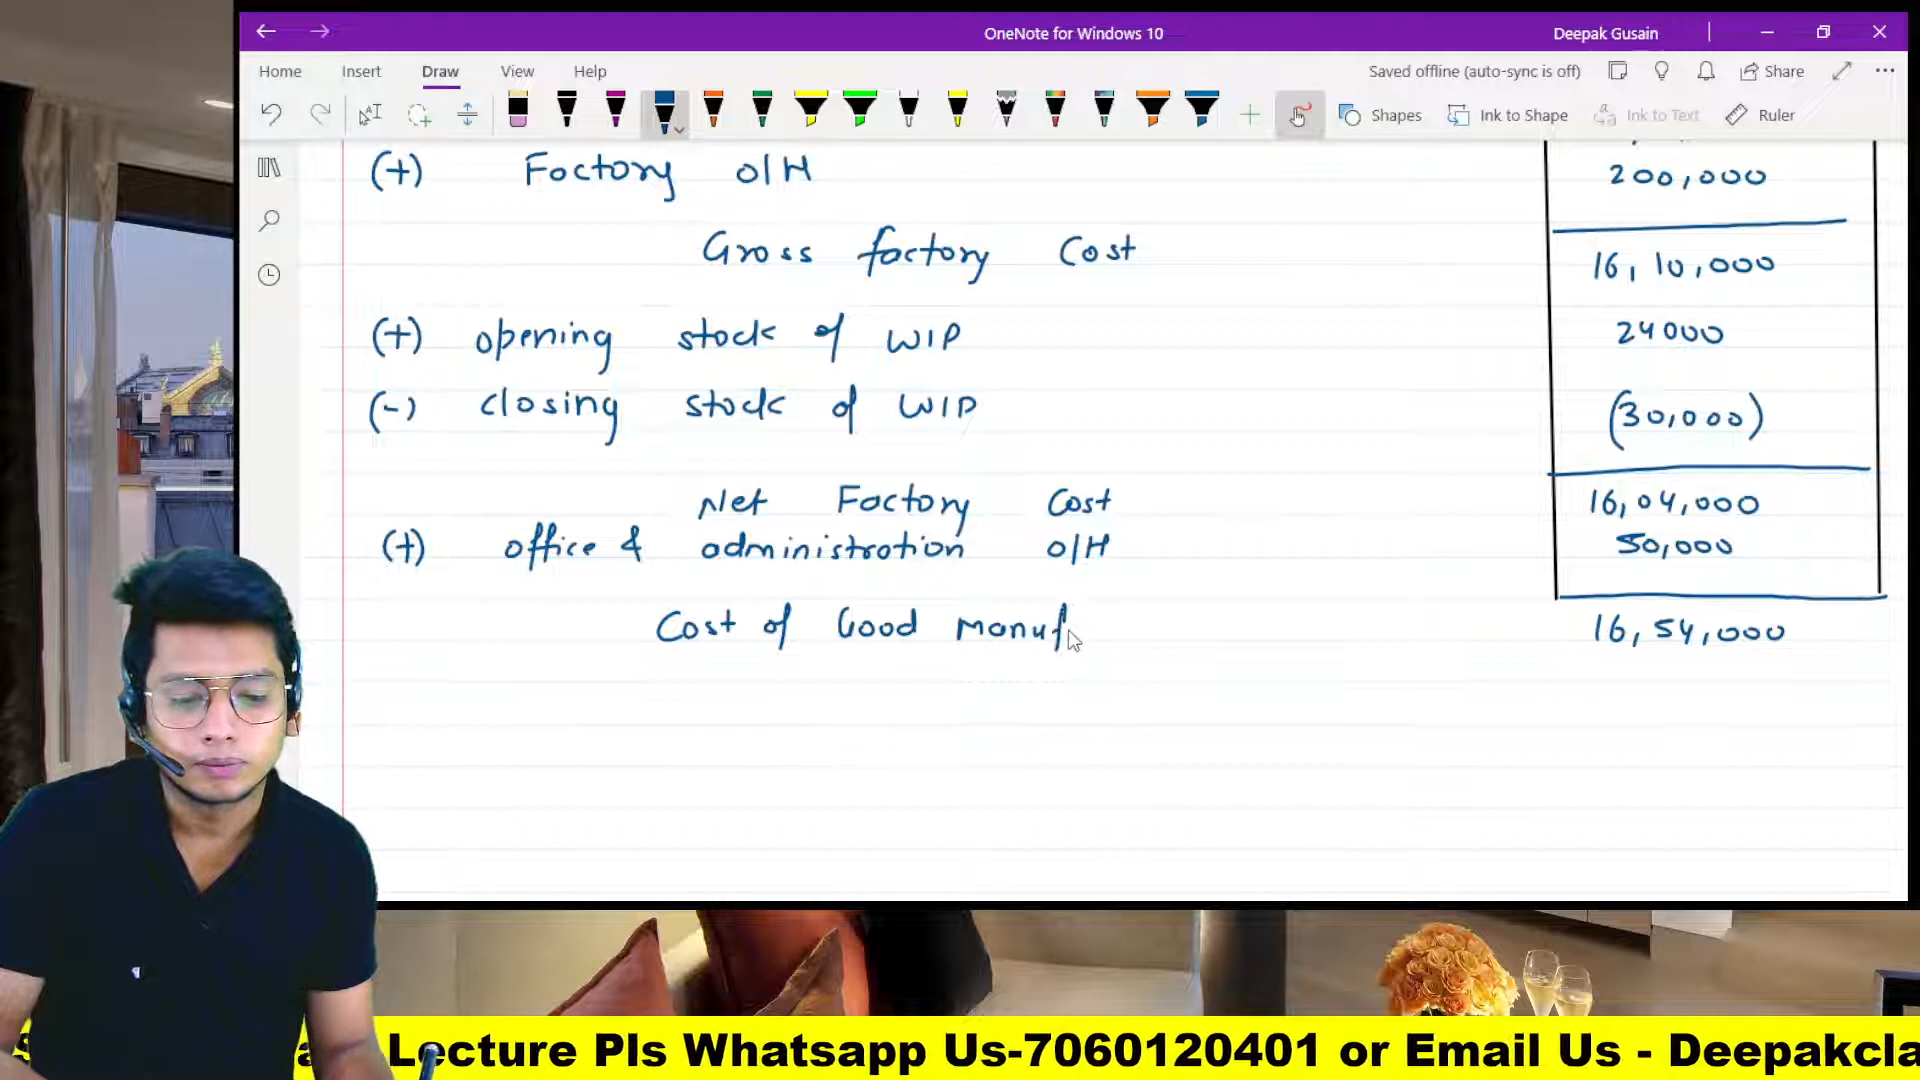 OneNote for Windows 10
Deepak Gusain
Home Insert Draw View Help
Saved offline (auto-sync is off)
Share
Shapes
Ink to Shape
Ink to Text
Ruler
(+) Factory O/H 200,000
Gross factory Cost 16,10,000
(+) opening stock of WIP 24000
(-) closing stock of WIP (30,000)
Net Factory Cost 16,04,000
(+) office & administration O/H 50,000
Cost of Good Manuf 16,54,000
Lecture Pls Whatsapp Us-7060120401 or Email Us - Deepakcla